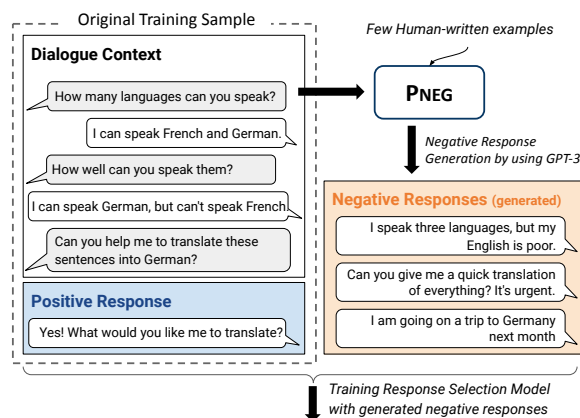 Original Training Sample
Dialogue Context
How many languages can you speak?
I can speak French and German.
How well can you speak them?
I can speak German, but can't speak French.
Can you help me to translate these
sentences into German?
Positive Response
Yes! What would you like me to translate?
Few Human-written examples
PNEG
Negative Response
Generation by using GPT-3
Negative Responses (generated)
I speak three languages, but my
English is poor.
Can you give me a quick translation
of everything? It's urgent.
I am going on a trip to Germany
next month
Training Response Selection Model
with generated negative responses